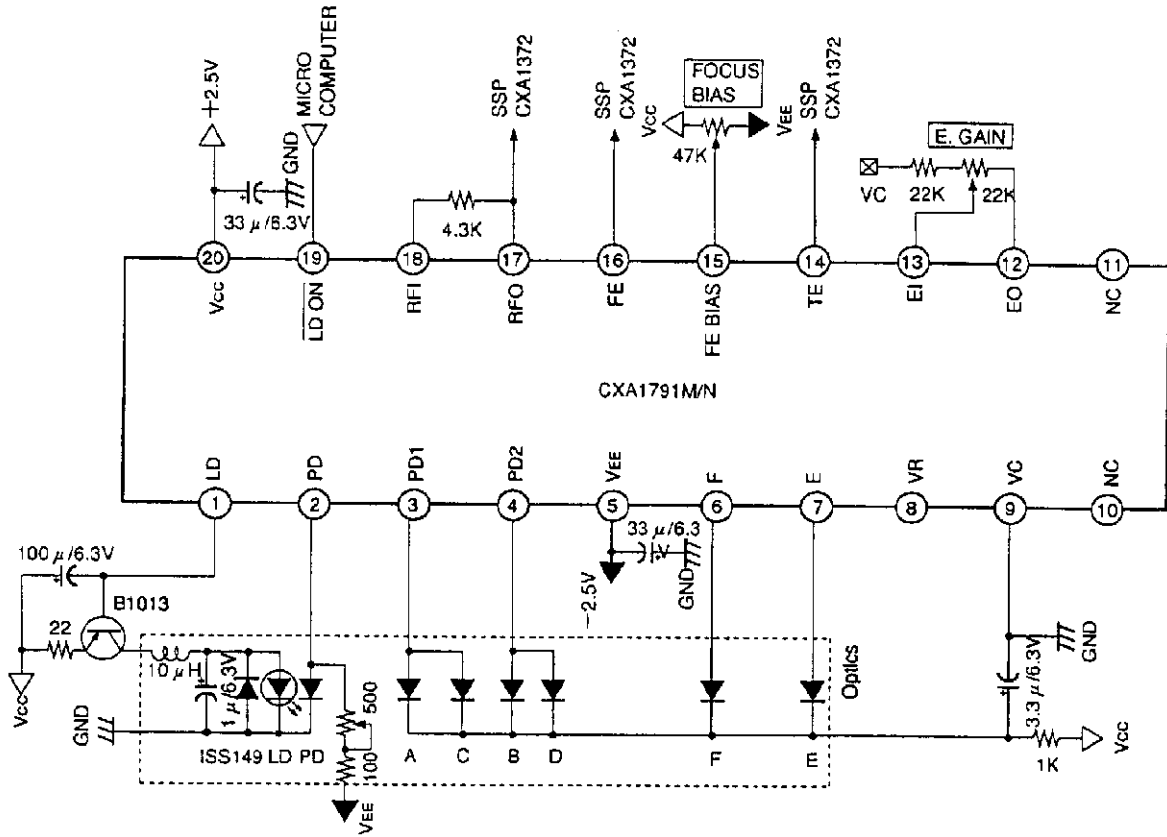 +2.5V
MICRO
COMPUTER
GND
33 µ/6.3V
4.3K
SSP
CXA1372
SSP
CXA1372
FOCUS
BIAS
VCC
VEE
47K
SSP
CXA1372
E. GAIN
VC
22K
22K
20
19
18
17
16
15
14
13
12
11
VCC
LD ON
RFI
RFO
FE
FE BIAS
TE
EI
EO
NC
CXA1791M/N
LD
PD
PD1
PD2
VEE
F
E
VR
VC
NC
1
2
3
4
5
6
7
8
9
10
100 µ/6.3V
B1013
22
VCC
GND
10 µH
1 µ/6.3V
ISS149 LD PD
500
100
VEE
A
C
B
D
F
E
Optics
33 µ/6.3
V
-2.5V
GND
GND
3.3 µ/6.3V
1K
VCC